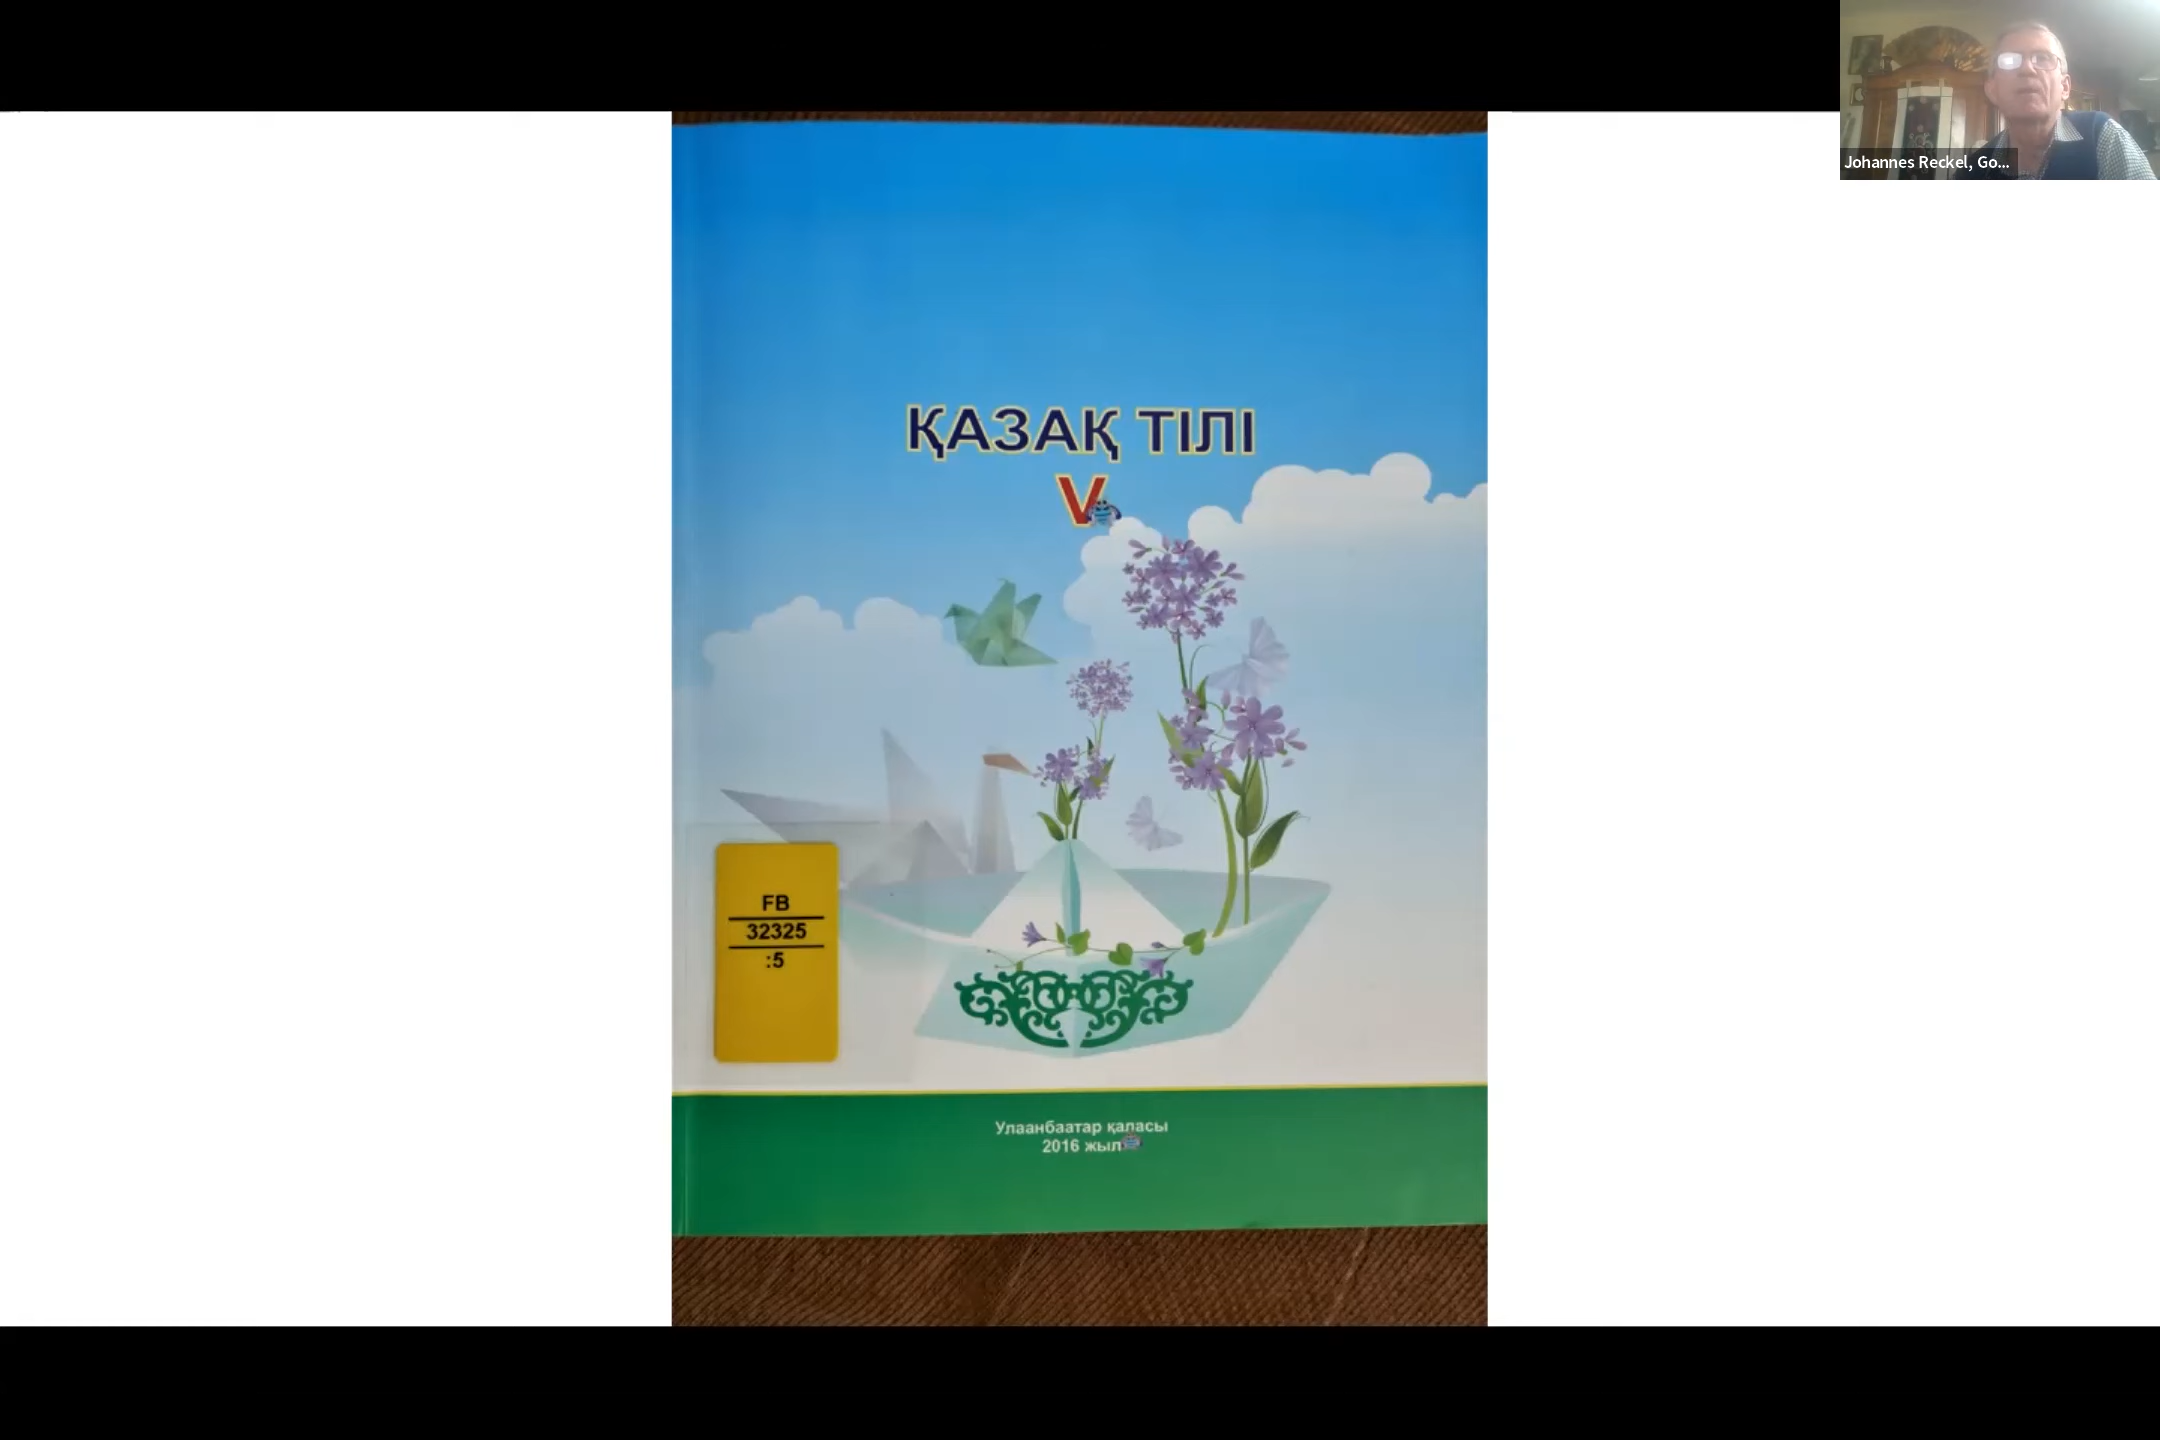 ҚАЗАҚ ТІЛІ
V
FB
32325
:5
Улаанбаатар қаласы
2016 жыл
Johannes Reckel, Go...